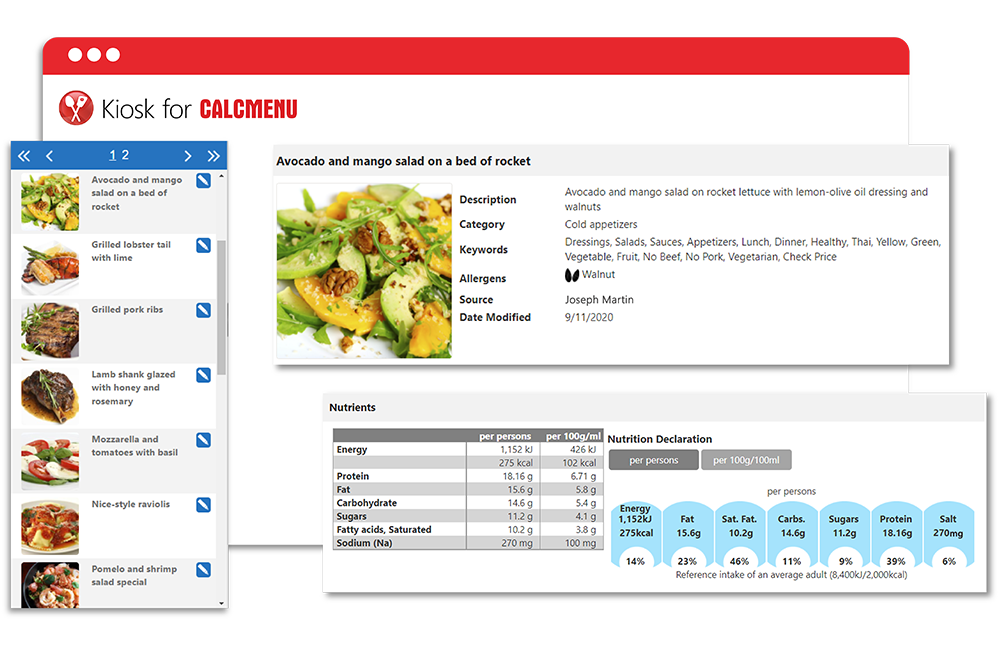 Kiosk for CALCMENU
1 2
Avocado and mango
salad on a bed of
rocket
Grilled lobster tail
with lime
Grilled pork ribs
Lamb shank glazed
with honey and
rosemary
Mozzarella and
tomatoes with basil
Nice-style raviolis
Pomelo and shrimp
salad special
Avocado and mango salad on a bed of rocket
Description Avocado and mango salad on rocket lettuce with lemon-olive oil dressing and
walnuts
Category Cold appetizers
Keywords Dressings, Salads, Sauces, Appetizers, Lunch, Dinner, Healthy, Thai, Yellow, Green,
Vegetable, Fruit, No Beef, No Pork, Vegetarian, Check Price
Allergens Walnut
Source Joseph Martin
Date Modified 9/11/2020
Nutrients
per persons per 100g/ml
Energy 1,152 kJ 426 kJ
275 kcal 102 kcal
Protein 18.16 g 6.71 g
Fat 15.6 g 5.8 g
Carbohydrate 14.6 g 5.4 g
Sugars 11.2 g 4.1 g
Fatty acids, Saturated 10.2 g 3.8 g
Sodium (Na) 270 mg 100 mg
Nutrition Declaration
per persons per 100g/100ml
per persons
Energy
1,152kJ
275kcal
14%
Fat
15.6g
23%
Sat. Fat.
10.2g
46%
Carbs.
14.6g
11%
Sugars
11.2g
9%
Protein
18.16g
39%
Salt
270mg
6%
Reference intake of an average adult (8,400kJ/2,000kcal)